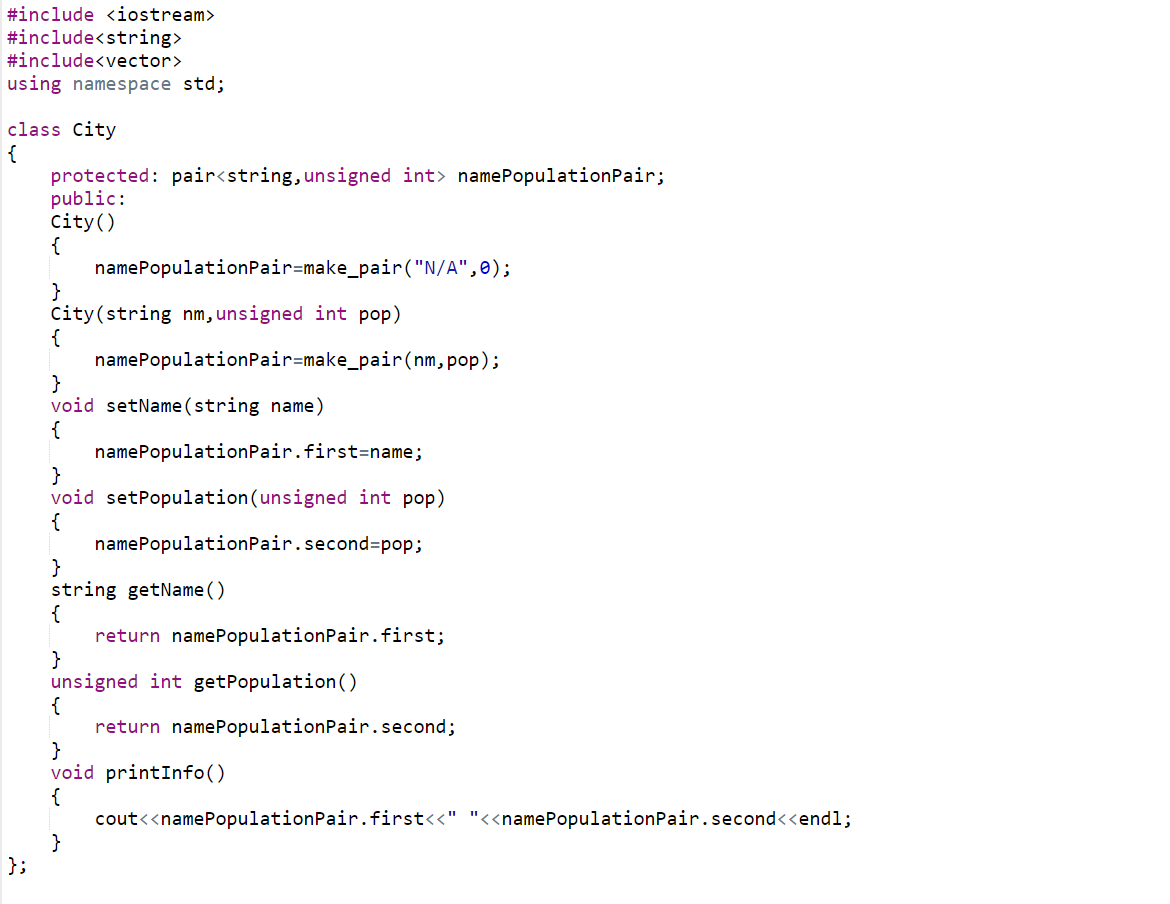 #include <iostream>
#include<string>
#include<vector>
using namespace std;

class City
{
    protected: pair<string,unsigned int> namePopulationPair;
    public:
    City()
    {
        namePopulationPair=make_pair("N/A",0);
    }
    City(string nm,unsigned int pop)
    {
        namePopulationPair=make_pair(nm,pop);
    }
    void setName(string name)
    {
        namePopulationPair.first=name;
    }
    void setPopulation(unsigned int pop)
    {
        namePopulationPair.second=pop;
    }
    string getName()
    {
        return namePopulationPair.first;
    }
    unsigned int getPopulation()
    {
        return namePopulationPair.second;
    }
    void printInfo()
    {
        cout<<namePopulationPair.first<<" "<<namePopulationPair.second<<endl;
    }
};